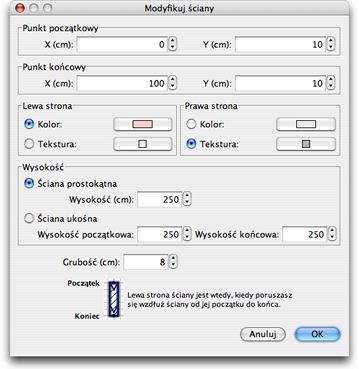 Modyfikuj ściany
Punkt początkowy
X (cm): 0 Y (cm): 10
Punkt końcowy
X (cm): 100 Y (cm): 10
Lewa strona Prawa strona
Kolor: Kolor:
Tekstura: Tekstura:
Wysokość
Ściana prostokątna
Wysokość (cm): 250
Ściana ukośna
Wysokość początkowa: 250 Wysokość końcowa: 250
Grubość (cm): 8
Początek
Lewa strona ściany jest wtedy, kiedy poruszasz
się wzdłuż ściany od jej początku do końca.
Koniec
Anuluj OK